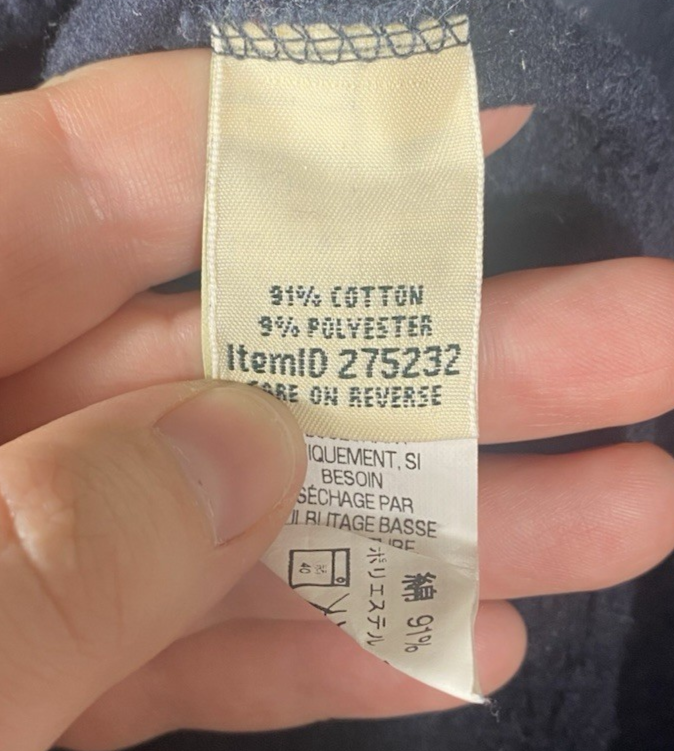 91% COTTON
9% POLYESTER
ItemID 275232
CARE ON REVERSE
IQUEMENT, SI
BESOIN
SÉCHAGE PAR
BASSE
綿 91%
ポリエステル
40